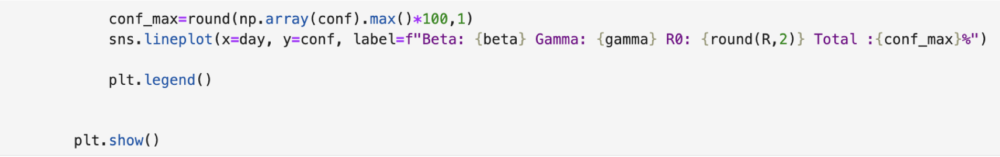 conf_max=round(np.array(conf).max()*100,1)
sns.lineplot(x=day, y=conf, label=f"Beta: {beta} Gamma: {gamma} R0: {round(R,2)} Total :{conf_max}%")
plt.legend()
plt.show()